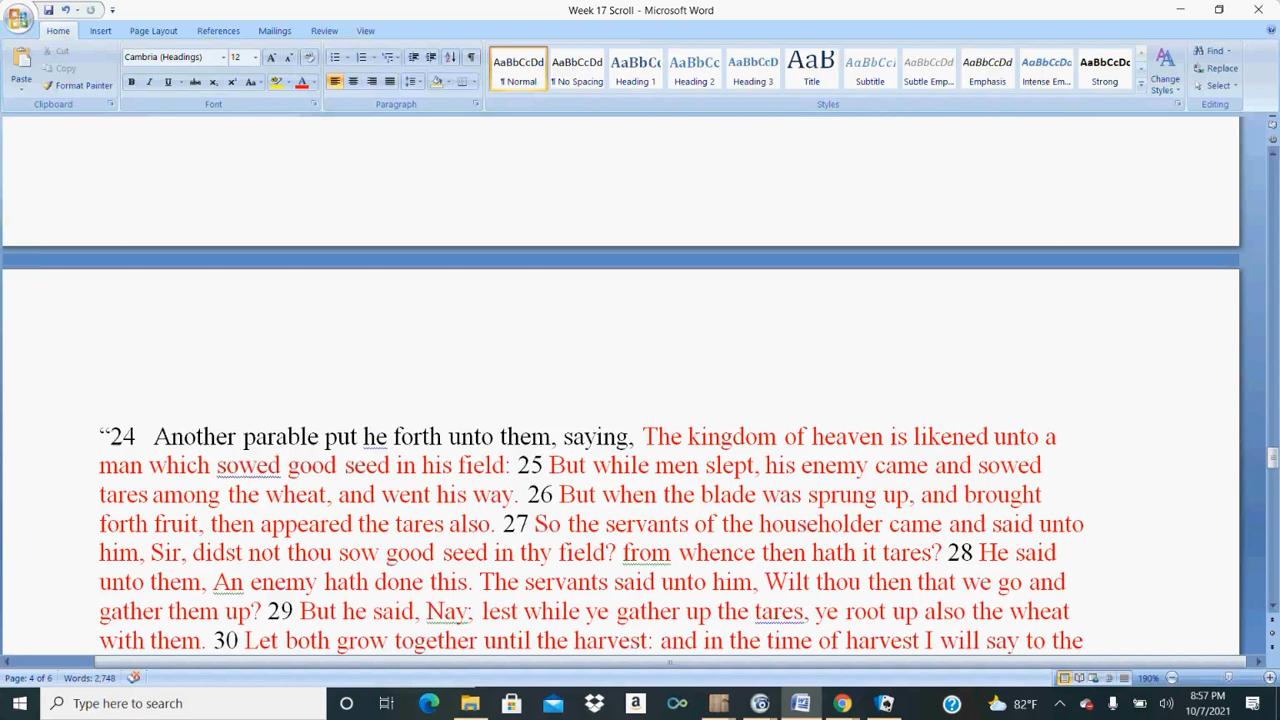 Week 17 Scroll - Microsoft Word
Home Insert Page Layout References Mailings Review View
Paste
Cut
Copy
Format Painter
Clipboard
Cambria (Headings) 12
B I U abc X₂ X² Aa
Font
Paragraph
AaBbCcDd AaBbCcDd AaBbCc AaBbCc AaBbCcD AaB AaBbCcL AaBbCcDd AaBbCcDd AaBbCcDd AaBbCcDc
¶ Normal ¶ No Spacing Heading 1 Heading 2 Heading 3 Title Subtitle Subtle Emp... Emphasis Intense Em... Strong
Change
Styles
Styles
Find
Replace
Select
Editing
“24 Another parable put he forth unto them, saying, The kingdom of heaven is likened unto a
man which sowed good seed in his field: 25 But while men slept, his enemy came and sowed
tares among the wheat, and went his way. 26 But when the blade was sprung up, and brought
forth fruit, then appeared the tares also. 27 So the servants of the householder came and said unto
him, Sir, didst not thou sow good seed in thy field? from whence then hath it tares? 28 He said
unto them, An enemy hath done this. The servants said unto him, Wilt thou then that we go and
gather them up? 29 But he said, Nay; lest while ye gather up the tares, ye root up also the wheat
with them. 30 Let both grow together until the harvest: and in the time of harvest I will say to the
Page: 4 of 6 Words: 2,748
190%
Type here to search
82°F
8:57 PM
10/7/2021